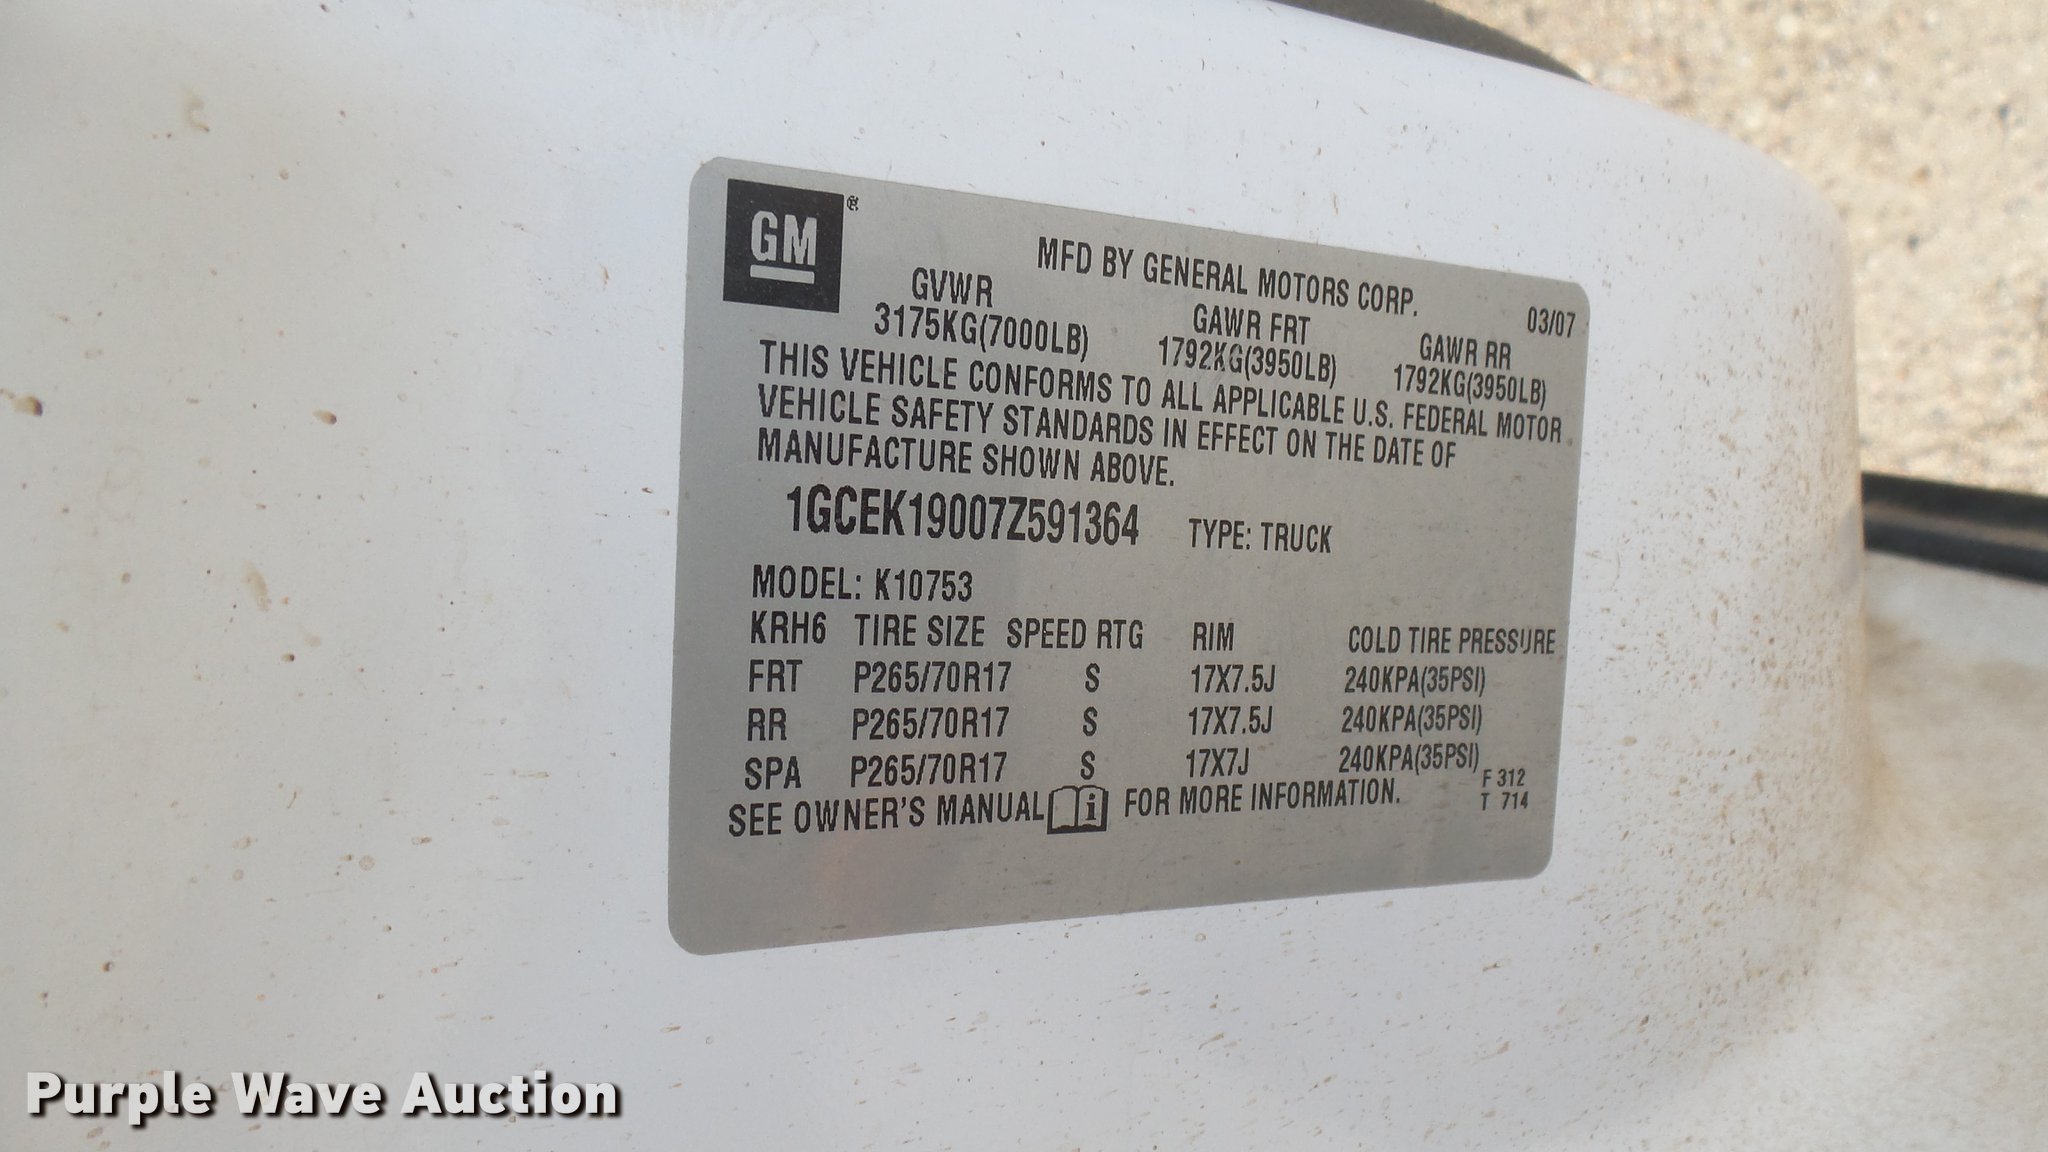 GM®
MFD BY GENERAL MOTORS CORP.
03/07
GVWR GAWR FRT GAWR RR
3175KG(7000LB) 1792KG(3950LB) 1792KG(3950LB)
THIS VEHICLE CONFORMS TO ALL APPLICABLE U.S. FEDERAL MOTOR
VEHICLE SAFETY STANDARDS IN EFFECT ON THE DATE OF
MANUFACTURE SHOWN ABOVE.
1GCEK19007Z591364 TYPE: TRUCK
MODEL: K10753
KRH6 TIRE SIZE SPEED RTG RIM COLD TIRE PRESSURE
FRT P265/70R17 S 17X7.5J 240KPA(35PSI)
RR P265/70R17 S 17X7.5J 240KPA(35PSI)
SPA P265/70R17 S 17X7J 240KPA(35PSI)
SEE OWNER'S MANUAL i FOR MORE INFORMATION.
F 312
T 714
Purple Wave Auction